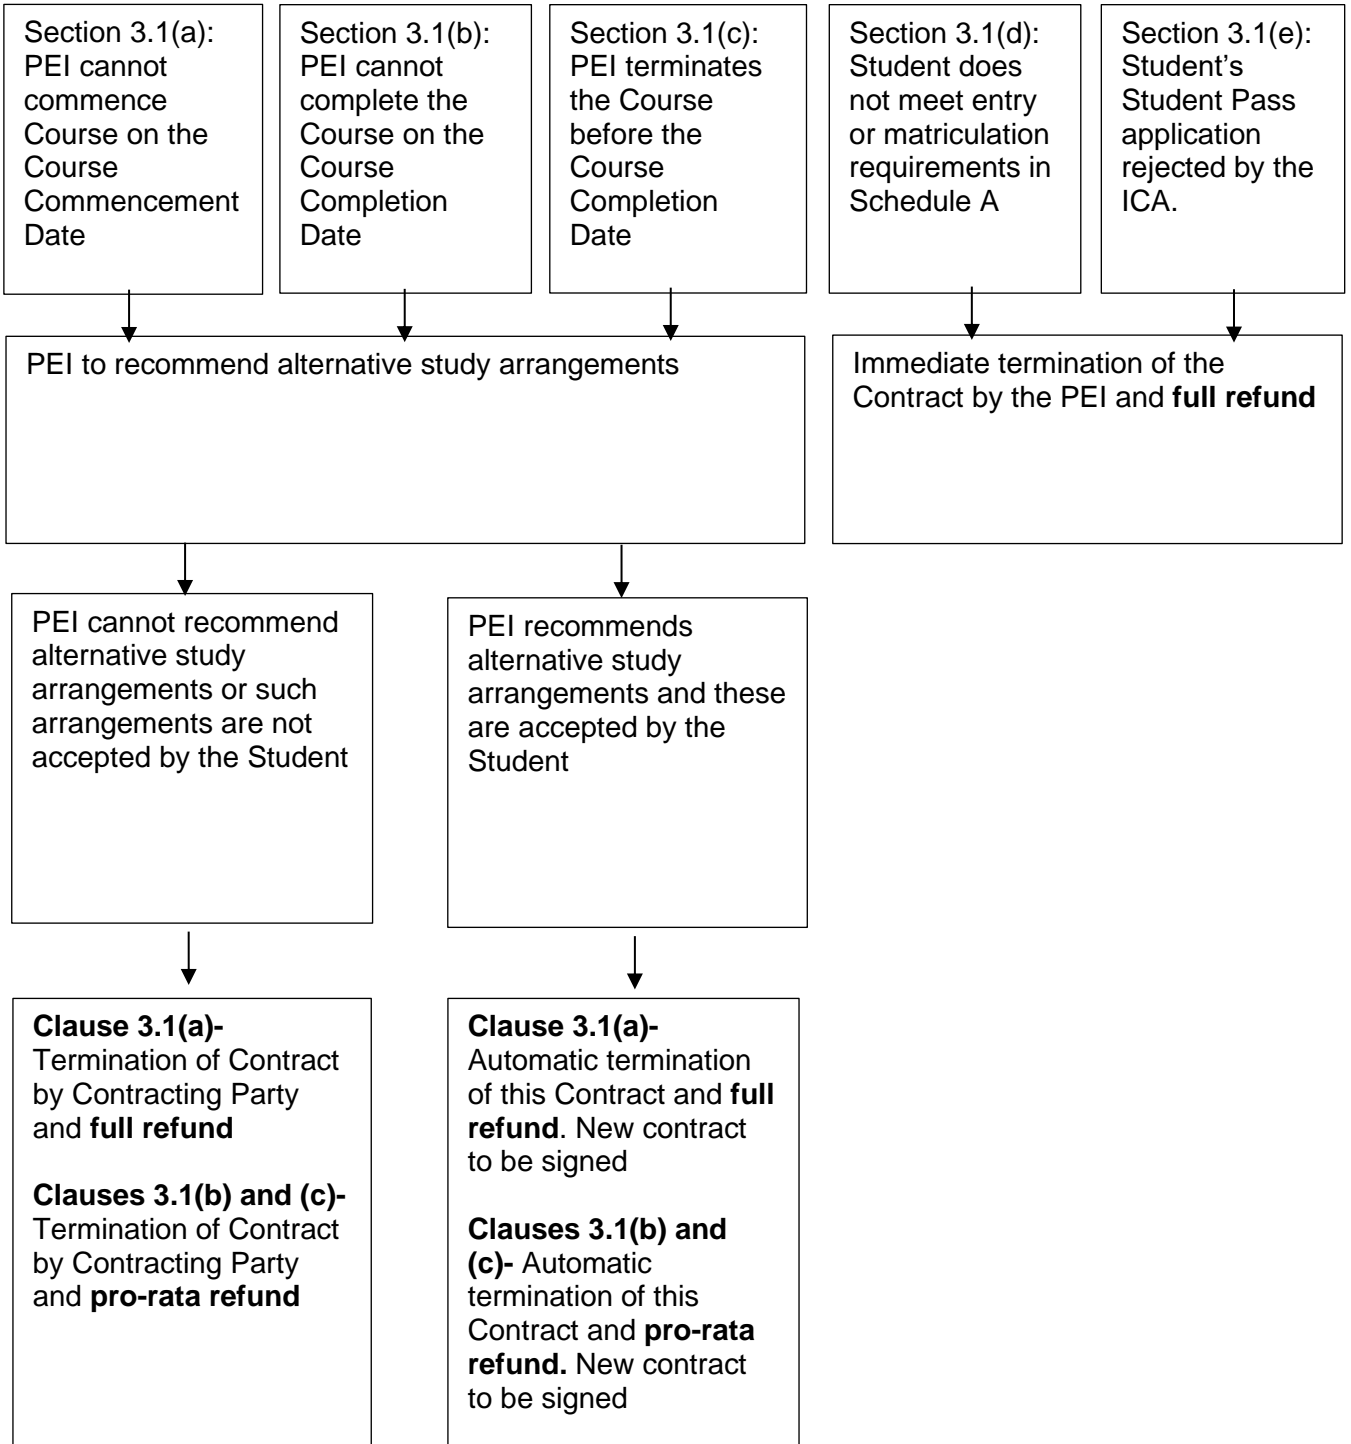 Section 3.1(a):
PEI cannot
commence
Course on the
Course
Commencement
Date
Section 3.1(b):
PEI cannot
complete the
Course on the
Course
Completion
Date
Section 3.1(c):
PEI terminates
the Course
before the
Course
Completion
Date
Section 3.1(d):
Student does
not meet entry
or matriculation
requirements in
Schedule A
Section 3.1(e):
Student’s
Student Pass
application
rejected by the
ICA.
PEI to recommend alternative study arrangements
Immediate termination of the
Contract by the PEI and full refund
PEI cannot recommend
alternative study
arrangements or such
arrangements are not
accepted by the Student
PEI recommends
alternative study
arrangements and these
are accepted by the
Student
Clause 3.1(a)-
Termination of Contract
by Contracting Party
and full refund
Clauses 3.1(b) and (c)-
Termination of Contract
by Contracting Party
and pro-rata refund
Clause 3.1(a)-
Automatic termination
of this Contract and full
refund. New contract
to be signed
Clauses 3.1(b) and
(c)- Automatic
termination of this
Contract and pro-rata
refund. New contract
to be signed